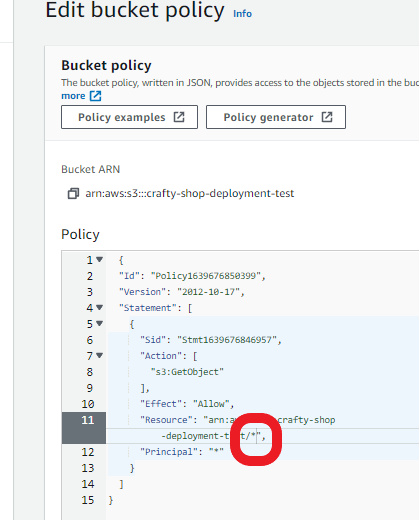 Edit bucket policy Info
Bucket policy
The bucket policy, written in JSON, provides access to the objects stored in the
more
Policy examples
Policy generator
Bucket ARN
arn:aws:s3:::crafty-shop-deployment-test
Policy
1 {
2 "Id": "Policy1639676850399",
3 "Version": "2012-10-17",
4 "Statement": [
5 {
6 "Sid": "Stmt1639676846957",
7 "Action": [
8 "s3:GetObject"
9 ],
10 "Effect": "Allow",
11 "Resource": "arn: crafty-shop
-deployment-t t/*",
12 "Principal": "*"
13 }
14 ]
15 }